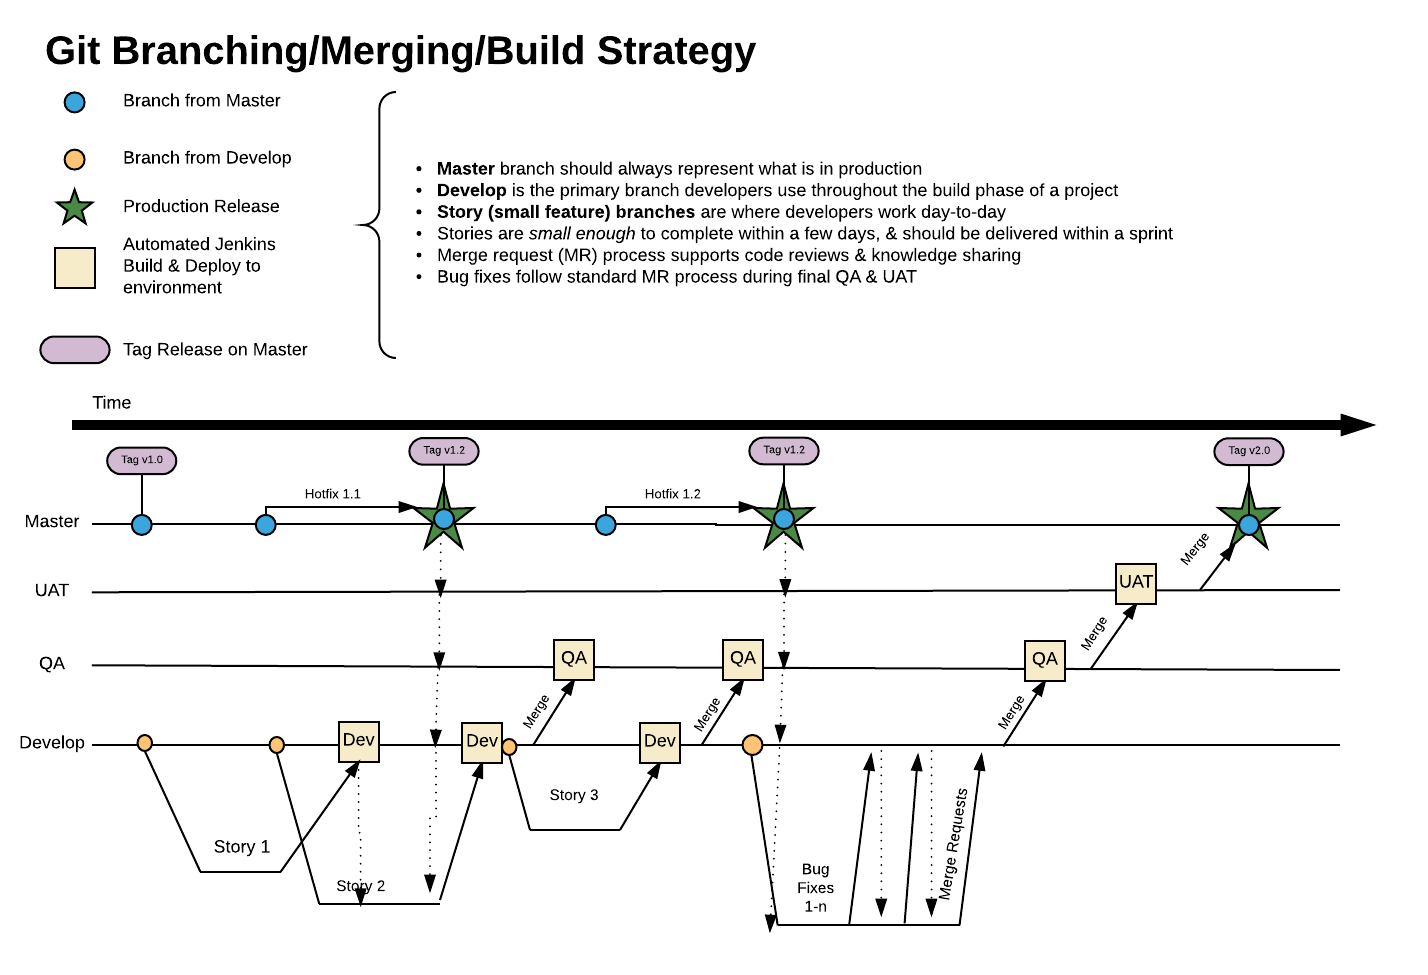 Git Branching/Merging/Build Strategy
Branch from Master
Branch from Develop
Production Release
Automated Jenkins
Build & Deploy to
environment
Tag Release on Master
• Master branch should always represent what is in production
• Develop is the primary branch developers use throughout the build phase of a project
• Story (small feature) branches are where developers work day-to-day
• Stories are small enough to complete within a few days, & should be delivered within a sprint
• Merge request (MR) process supports code reviews & knowledge sharing
• Bug fixes follow standard MR process during final QA & UAT
Time
Tag v1.0
Tag v1.2
Tag v1.2
Tag v2.0
Hotfix 1.1
Hotfix 1.2
Master
Merge
UAT
UAT
Merge
QA
QA
QA
QA
Merge
Merge
Merge
Develop
Dev
Dev
Dev
Story 3
Story 1
Story 2
Bug
Fixes
1-n
Merge Requests